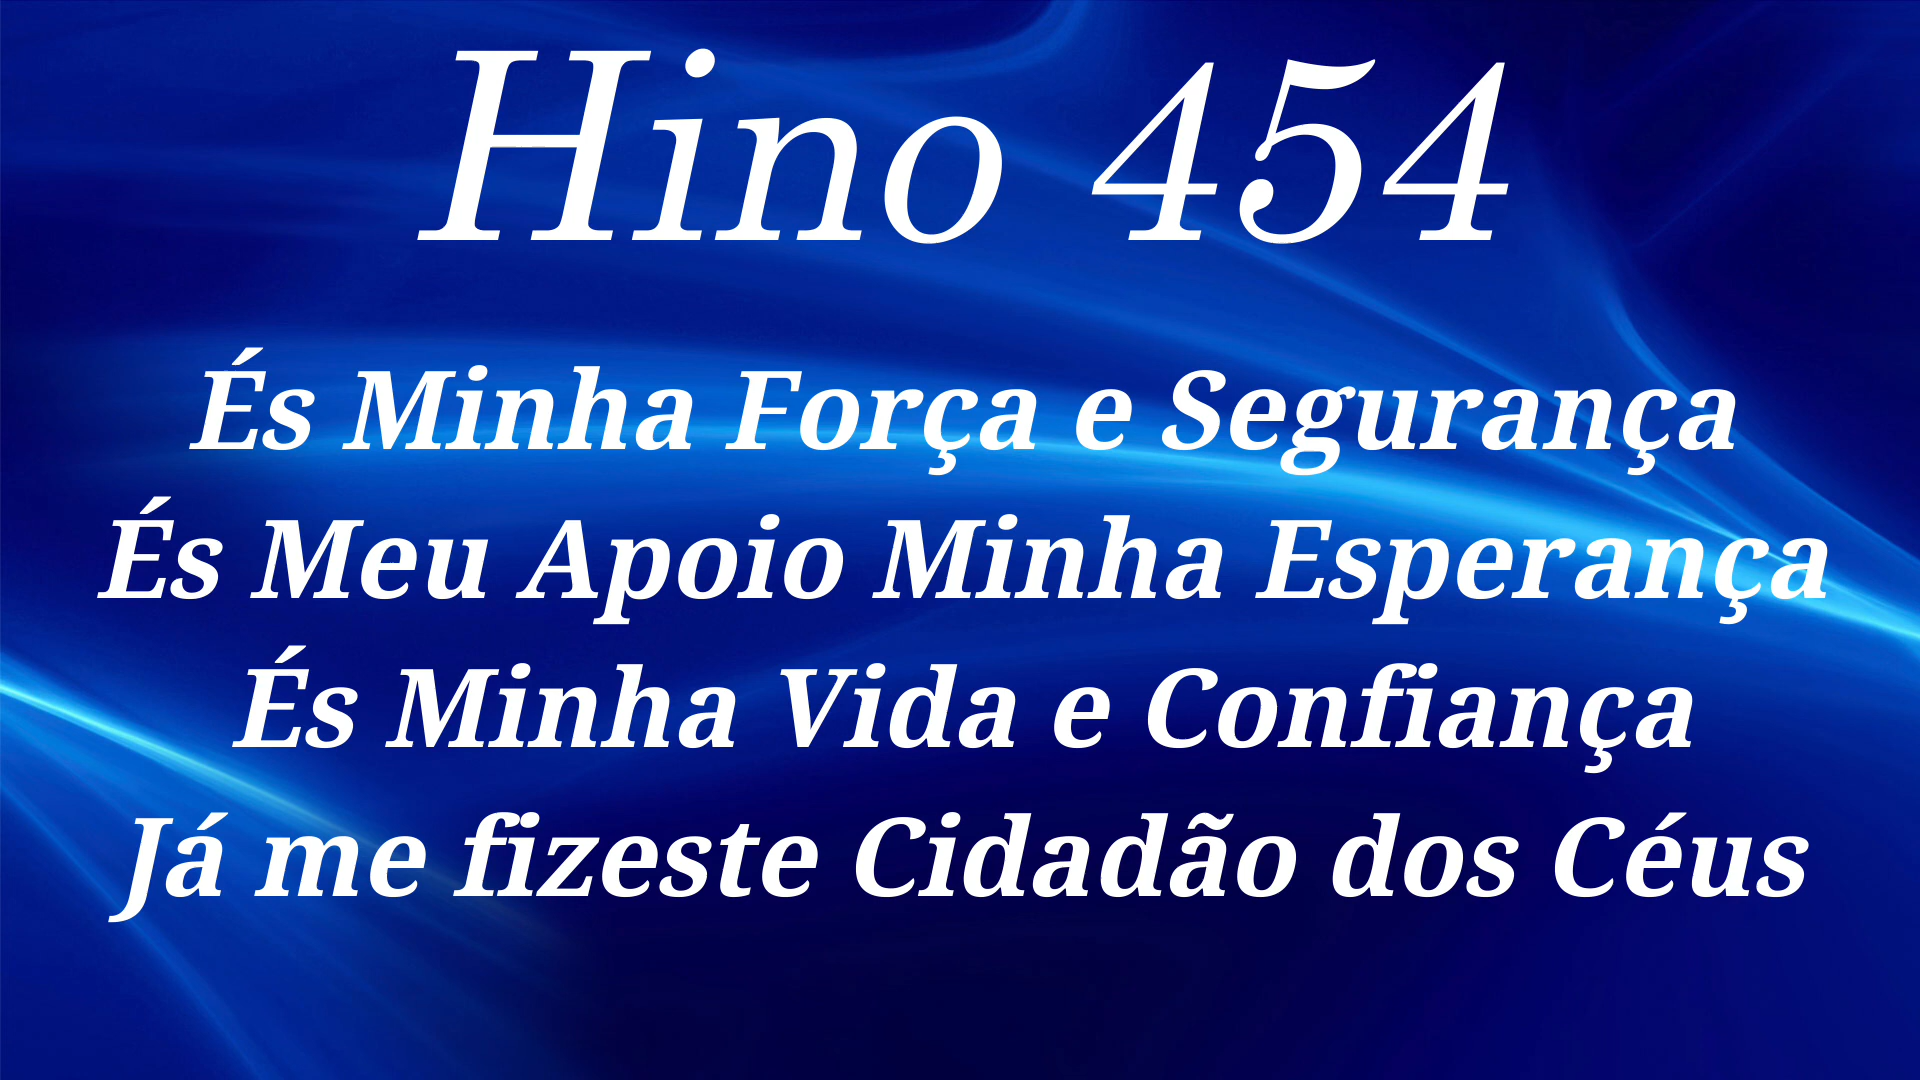 Hino 454
És Minha Força e Segurança
És Meu Apoio Minha Esperança
És Minha Vida e Confiança
Já me fizeste Cidadão dos Céus